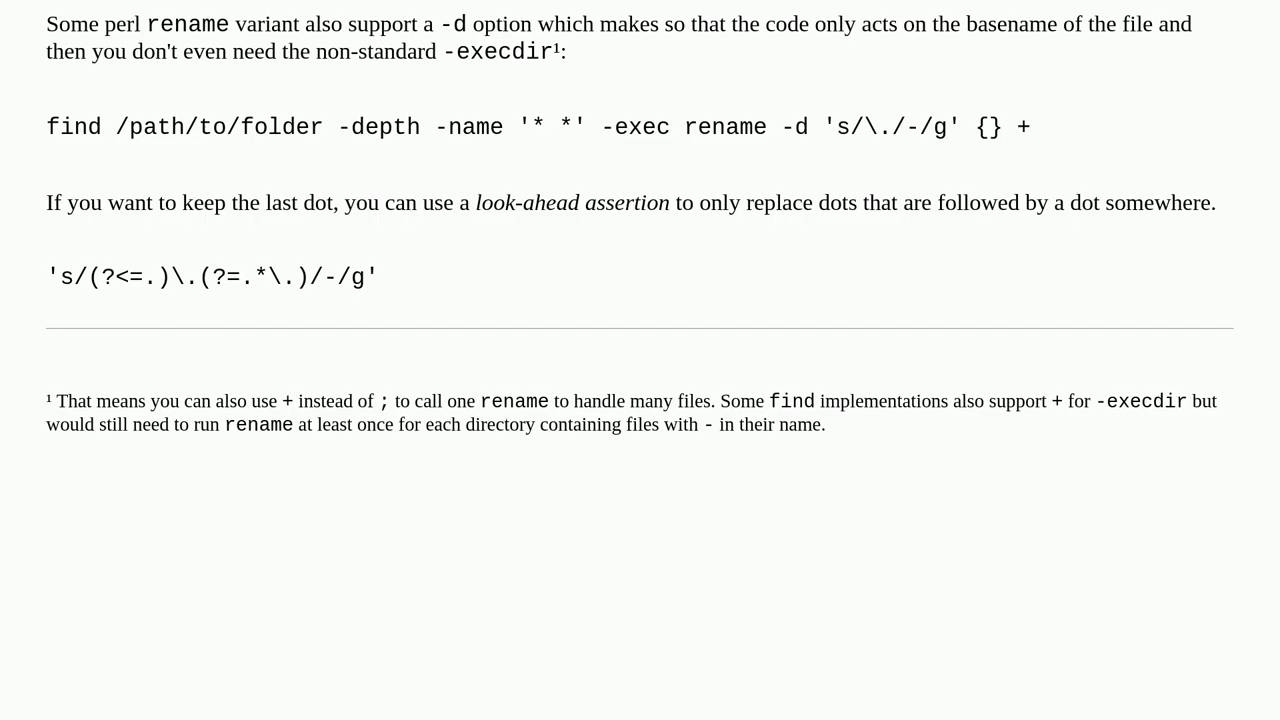 Some perl rename variant also support a -d option which makes so that the code only acts on the basename of the file and
then you don't even need the non-standard -execdir¹:
find /path/to/folder -depth -name '* *' -exec rename -d 's/\./-/g' {} +
If you want to keep the last dot, you can use a look-ahead assertion to only replace dots that are followed by a dot somewhere.
's/(?<=.)\.(?=.*\.)/-/g'
¹ That means you can also use + instead of ; to call one rename to handle many files. Some find implementations also support + for -execdir but
would still need to run rename at least once for each directory containing files with - in their name.